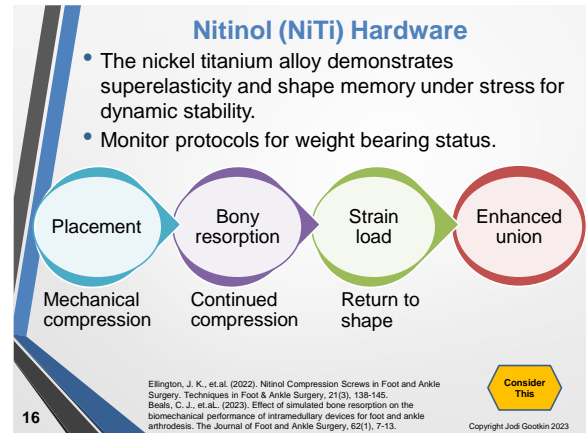 Nitinol (NiTi) Hardware
• The nickel titanium alloy demonstrates
superelasticity and shape memory under stress for
dynamic stability.
• Monitor protocols for weight bearing status.
Placement
Bony
resorption
Strain
load
Enhanced
union
Mechanical
compression
Continued
compression
Return to
shape
Ellington, J. K., et.al. (2022). Nitinol Compression Screws in Foot and Ankle
Surgery. Techniques in Foot & Ankle Surgery, 21(3), 138-145.
Beals, C. J., et.aL. (2023). Effect of simulated bone resorption on the
biomechanical performance of intramedullary devices for foot and ankle
arthrodesis. The Journal of Foot and Ankle Surgery, 62(1), 7-13.
Consider
This
16
Copyright Jodi Gootkin 2023